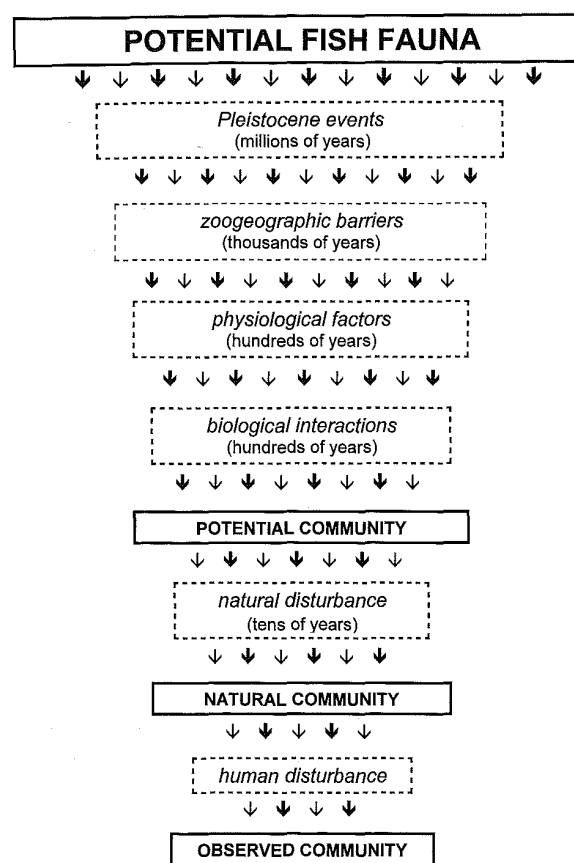 POTENTIAL FISH FAUNA
Pleistocene events
(millions of years)
zoogeographic barriers
(thousands of years)
physiological factors
(hundreds of years)
biological interactions
(hundreds of years)
POTENTIAL COMMUNITY
natural disturbance
(tens of years)
NATURAL COMMUNITY
human disturbance
OBSERVED COMMUNITY